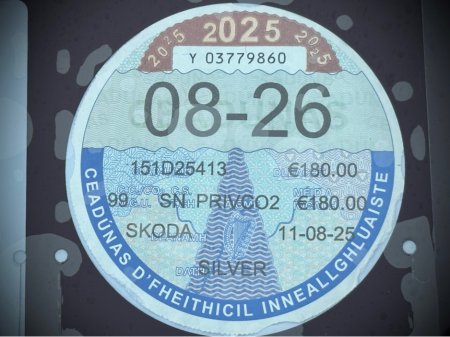 2025 2025 2025
Y 03779860
08-26
151D25413 €180.00
99 SN PRIVCO2 €180.00
SKODA 11-08-25
SILVER
CEADÚNAS D'FHEITHICIL INNEALLGHLUAISTE